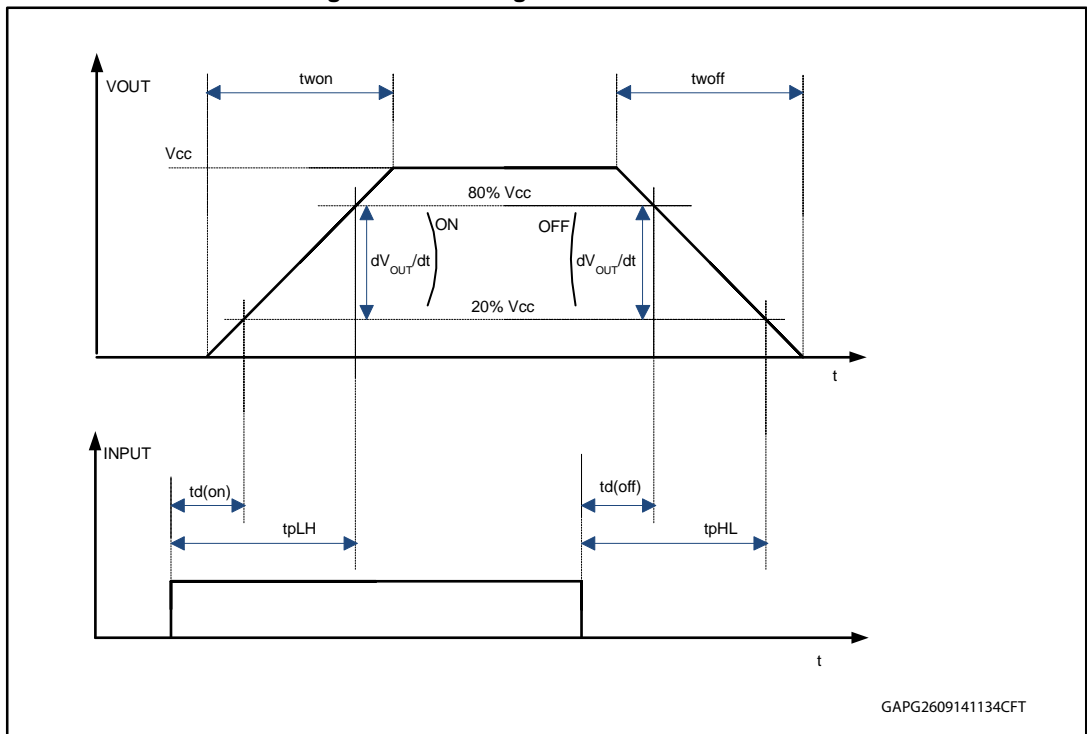 twon
twoff
VOUT
Vcc
80% Vcc
ON
OFF
dVOUT/dt
dVOUT/dt
20% Vcc
t
INPUT
td(on)
td(off)
tpLH
tpHL
t
GAPG2609141134CFT